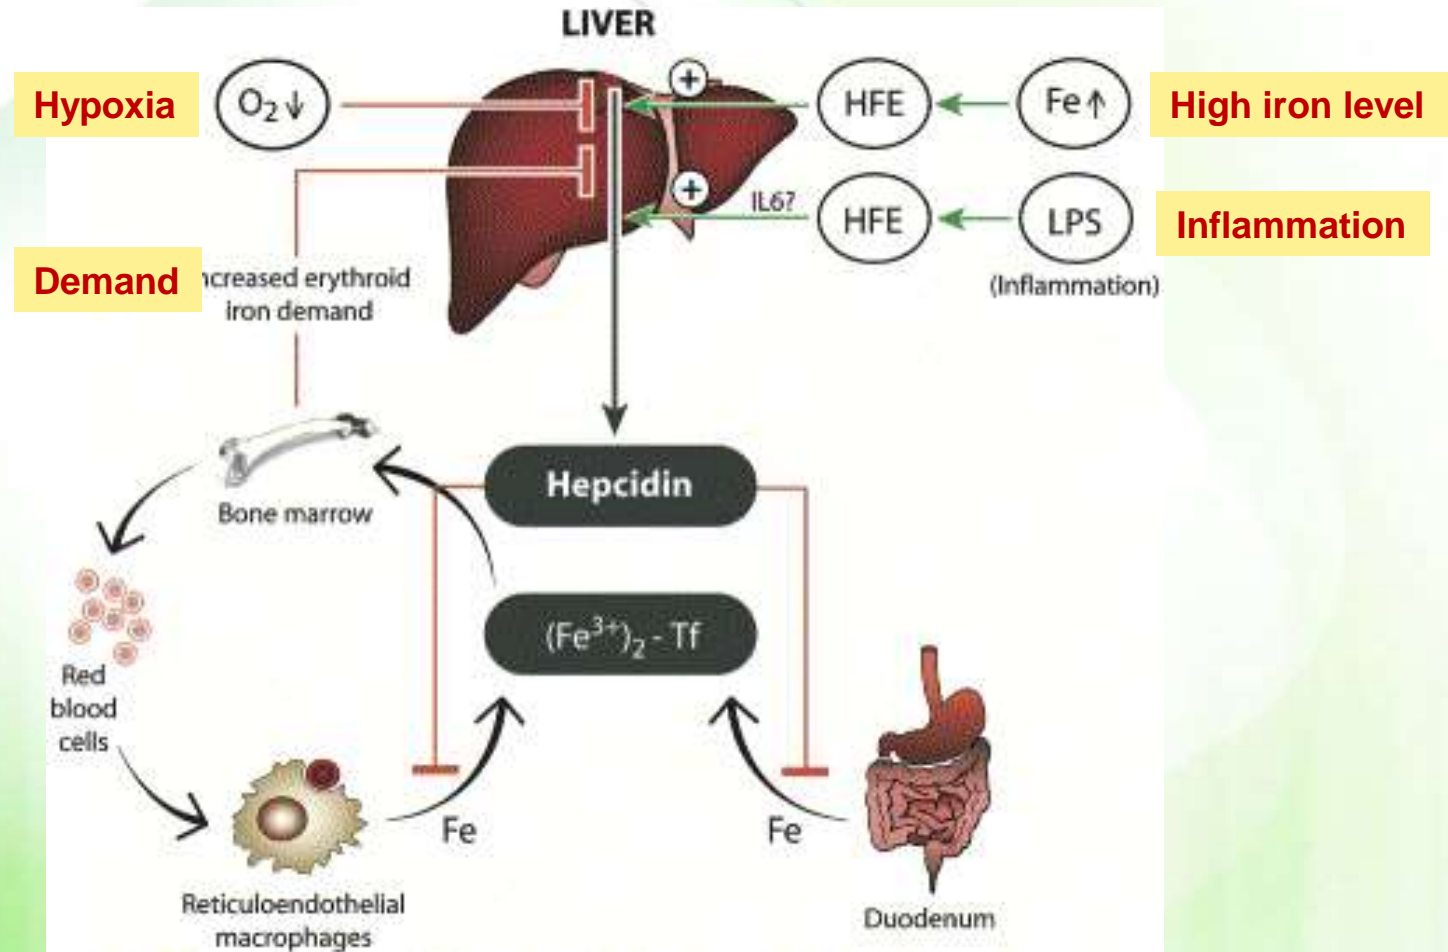 LIVER
Hypoxia
O₂ ↓
+
HFE
Fe ↑
High iron level
+
IL6?
HFE
LPS
Inflammation
(Inflammation)
Demand
ncreased erythroid
iron demand
Bone marrow
Hepcidin
(Fe³⁺)₂ - Tf
Red
blood
cells
Fe
Fe
Reticuloendothelial
macrophages
Duodenum